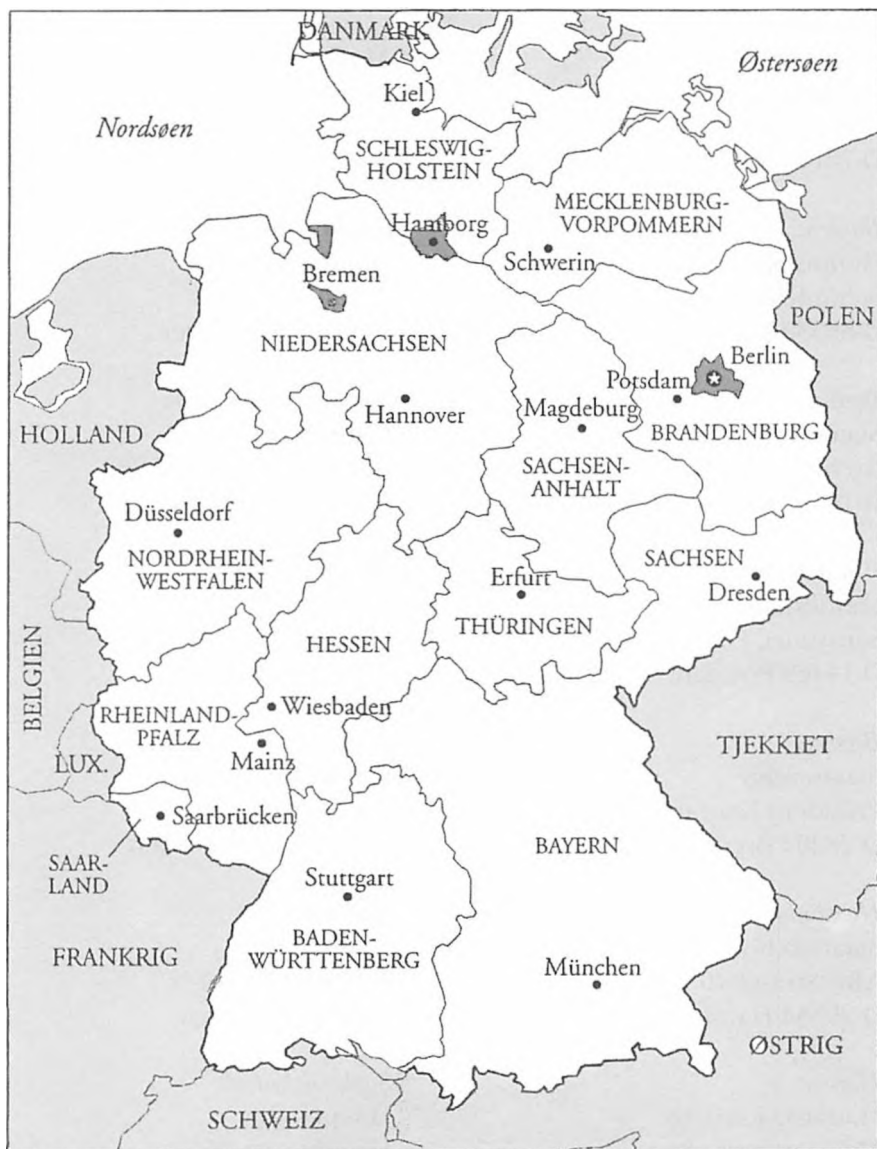 DANMARK
Østersøen
Nordsøen
Kiel
SCHLESWIG-
HOLSTEIN
MECKLENBURG-
VORPOMMERN
Hamborg
Schwerin
Bremen
POLEN
NIEDERSACHSEN
Berlin
Potsdam
Hannover
Magdeburg
HOLLAND
BRANDENBURG
SACHSEN-
ANHALT
Düsseldorf
NORDRHEIN-
WESTFALEN
SACHSEN
Erfurt
Dresden
THÜRINGEN
HESSEN
BELGIEN
Wiesbaden
RHEINLAND-
PFALZ
Mainz
TJEKKIET
LUX.
Saarbrücken
BAYERN
SAAR-
LAND
Stuttgart
BADEN-
WÜRTTENBERG
FRANKRIG
München
ØSTRIG
SCHWEIZ